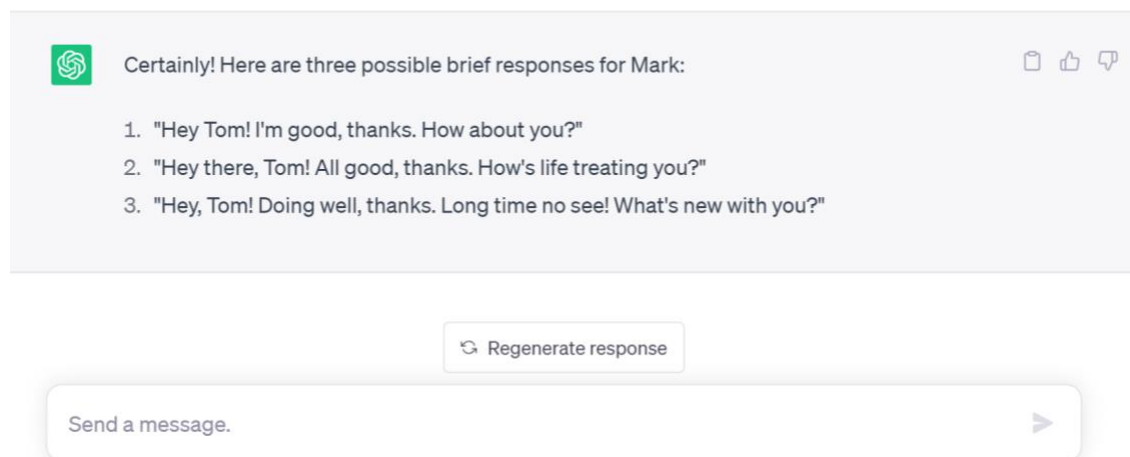 Certainly! Here are three possible brief responses for Mark:
1. "Hey Tom! I'm good, thanks. How about you?"
2. "Hey there, Tom! All good, thanks. How's life treating you?"
3. "Hey, Tom! Doing well, thanks. Long time no see! What's new with you?"
Regenerate response
Send a message.